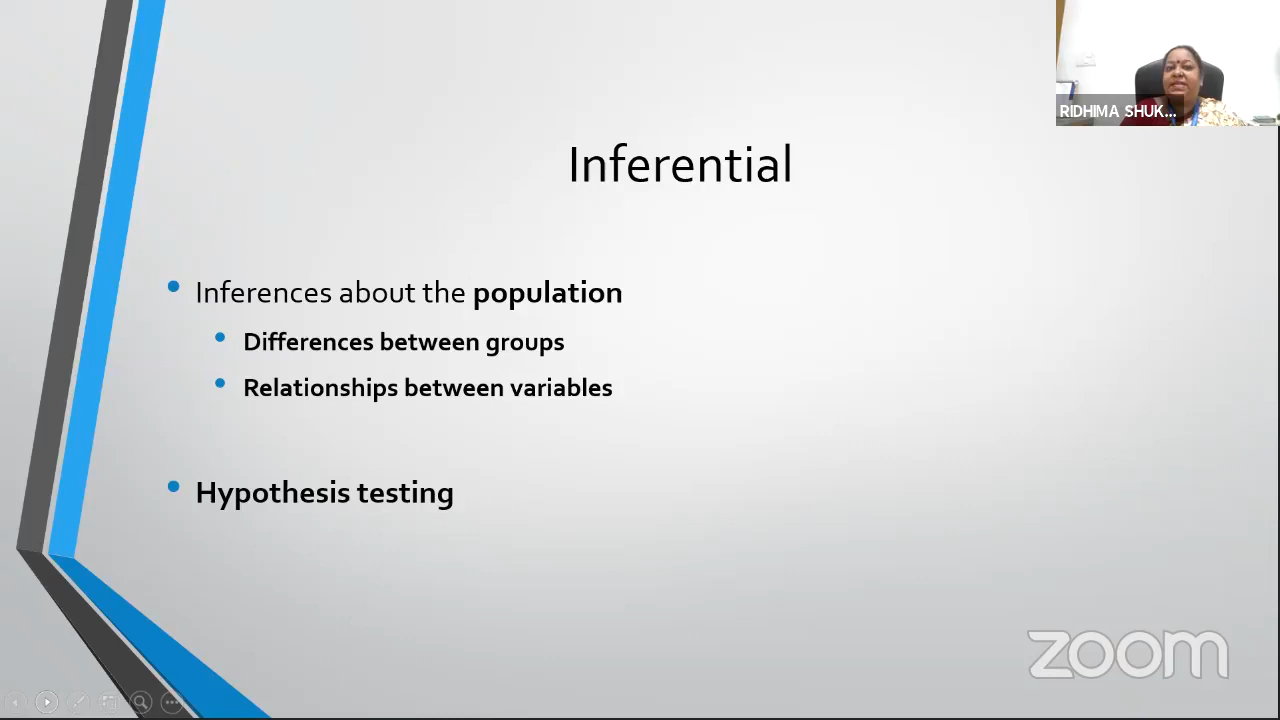 RIDHIMA SHUK...
Inferential
Inferences about the population
Differences between groups
Relationships between variables
Hypothesis testing
zoom